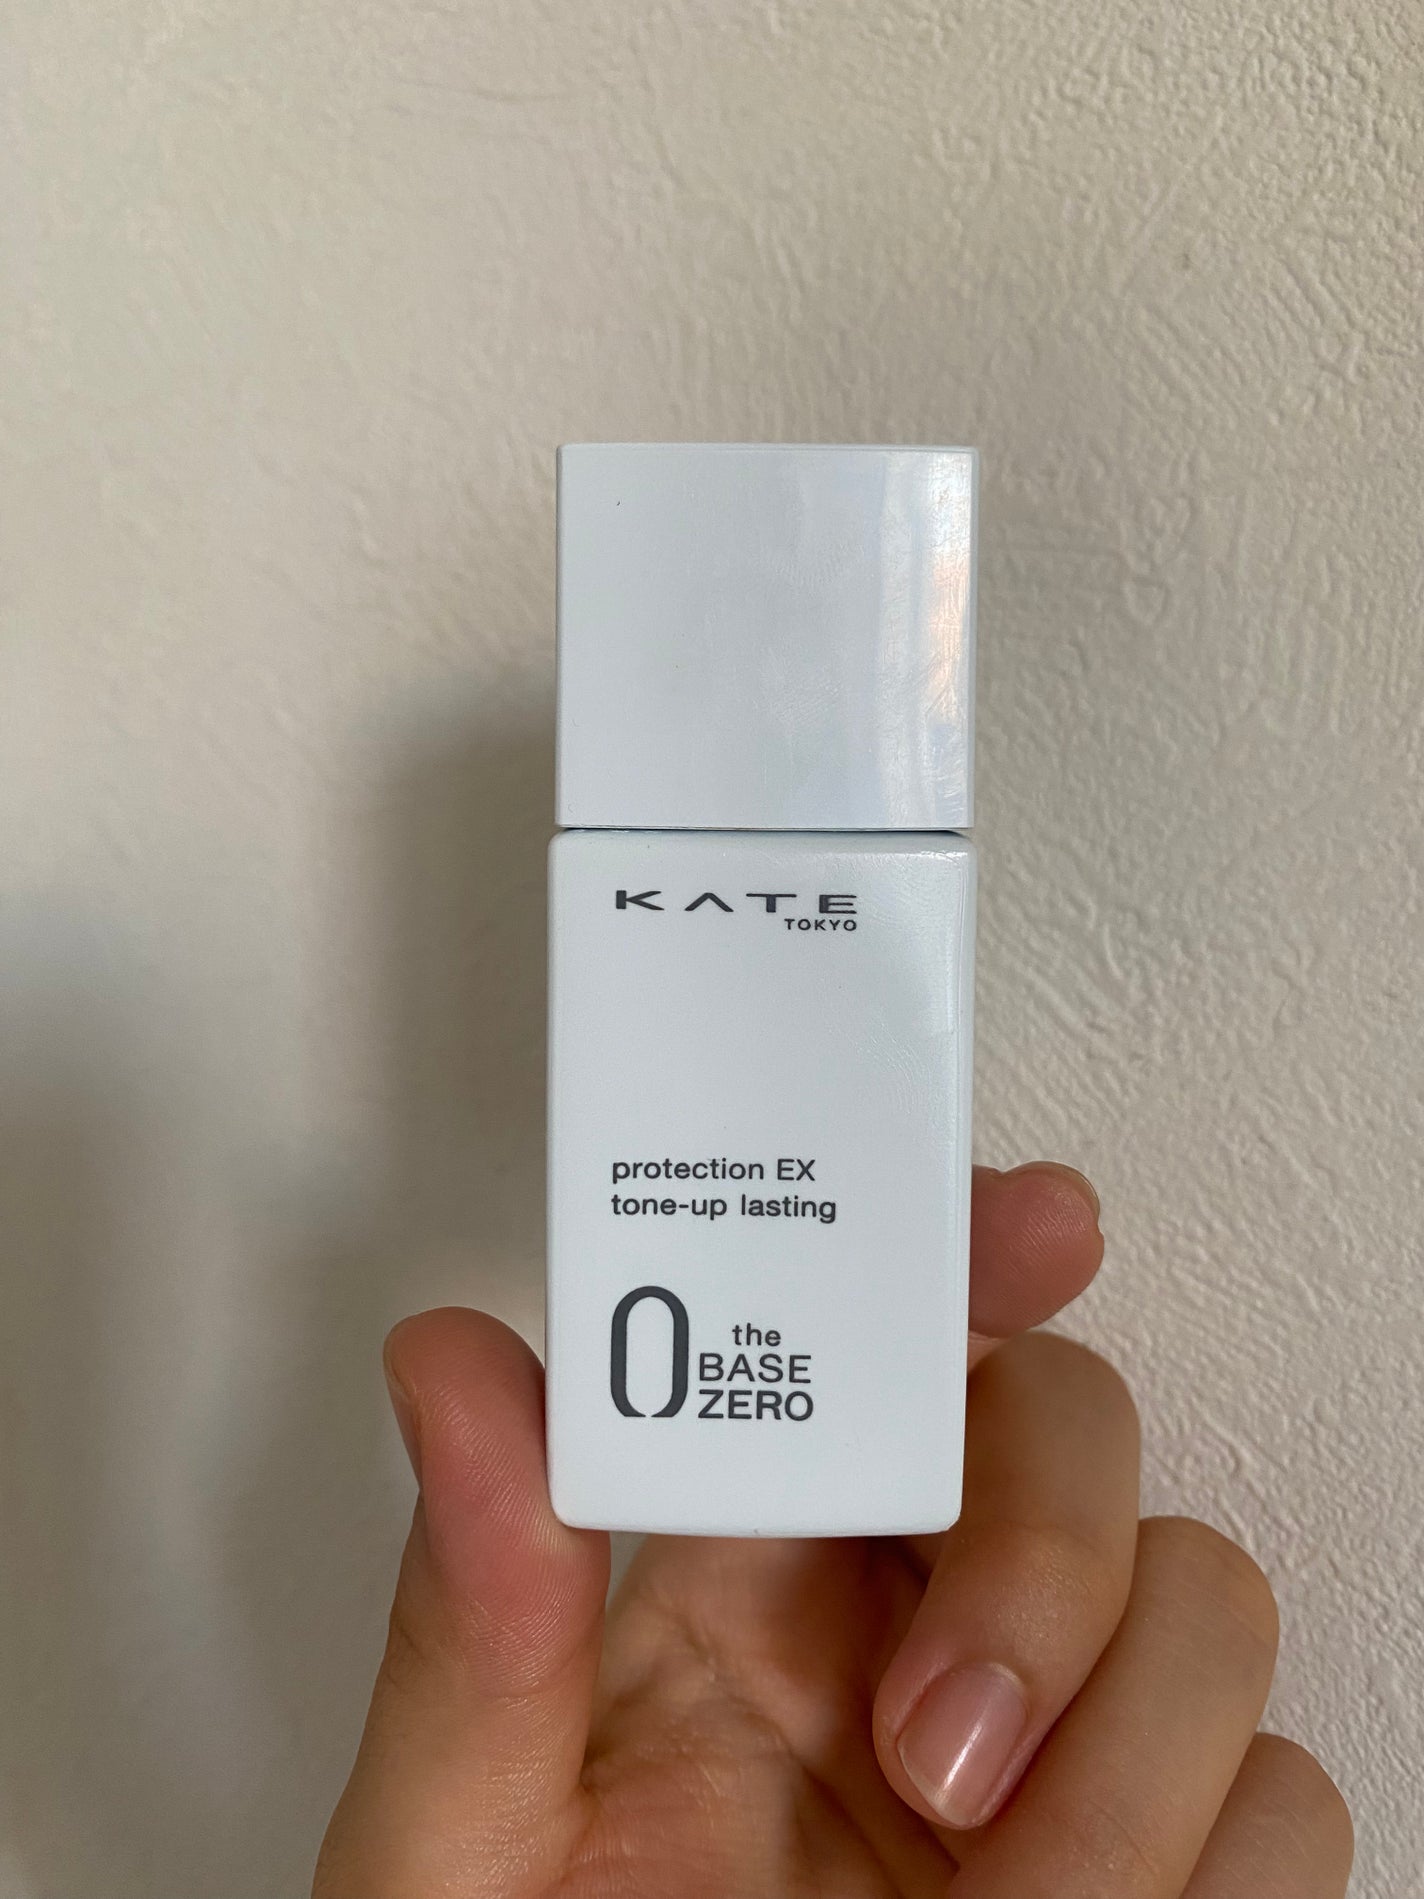 KATE
TOKYO
protection EX
tone-up lasting
0 the
BASE
ZERO